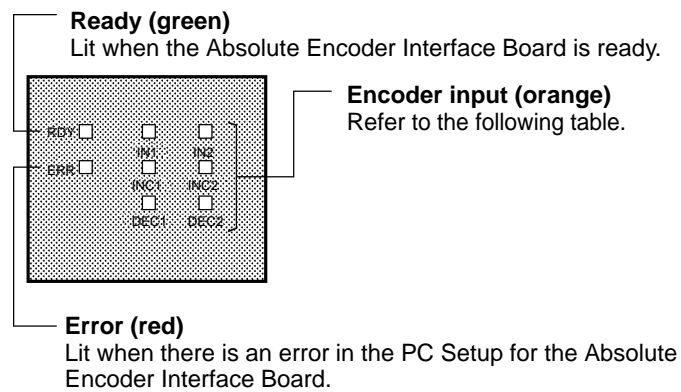 Ready (green)
Lit when the Absolute Encoder Interface Board is ready.
Encoder input (orange)
Refer to the following table.
RDY
IN1 IN2
ERR
INC1 INC2
DEC1 DEC2
Error (red)
Lit when there is an error in the PC Setup for the Absolute
Encoder Interface Board.